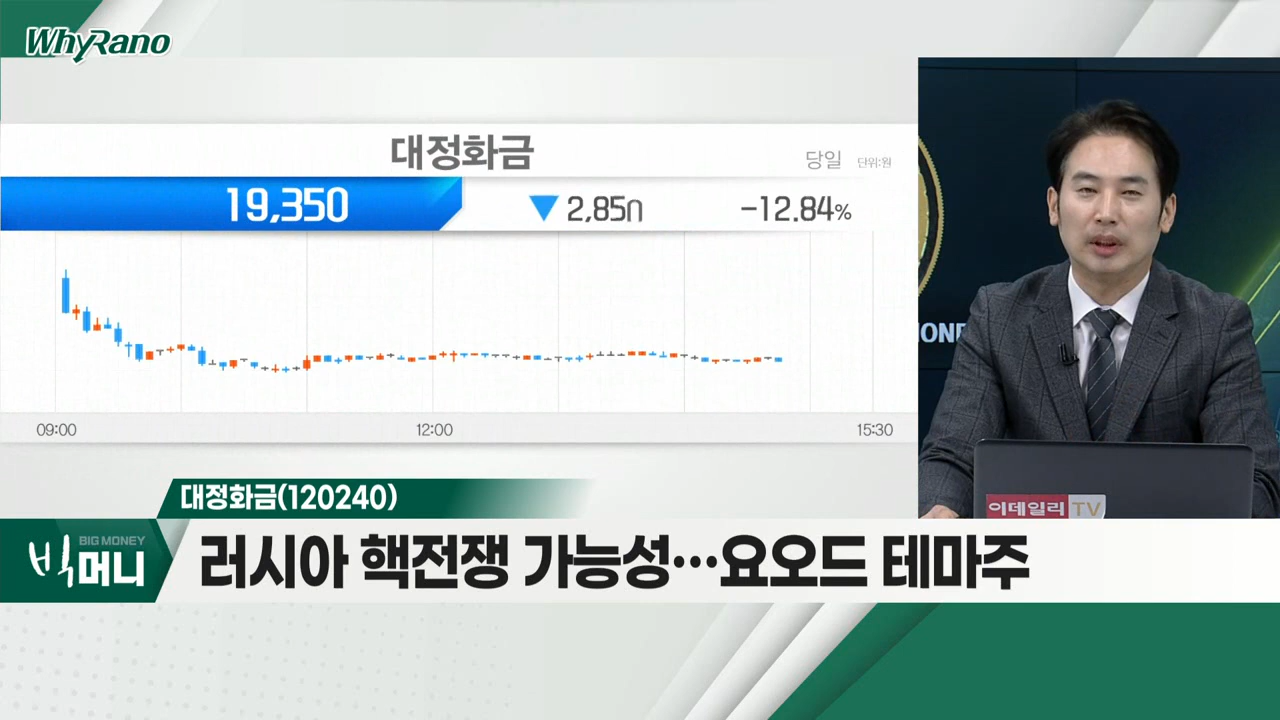 WhyRano
대정화금
당일 단위:원
19,350 ▼ 2,850 -12.84%
09:00 12:00 15:30
이데일리TV
대정화금(120240)
BIG MONEY
빅머니
러시아 핵전쟁 가능성…요오드 테마주